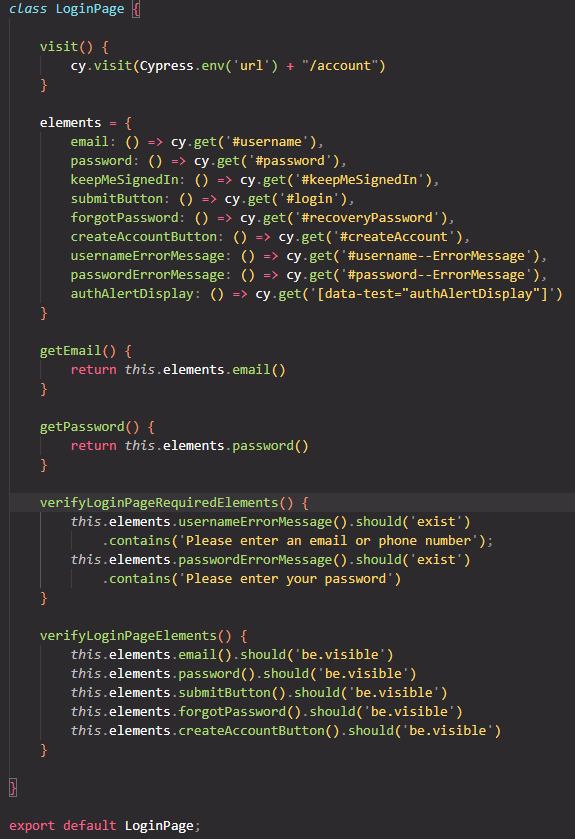 class LoginPage {
visit() {
cy.visit(Cypress.env('url') + "/account")
}
elements = {
email: () => cy.get('#username'),
password: () => cy.get('#password'),
keepMeSignedIn: () => cy.get('#keepMeSignedIn'),
submitButton: () => cy.get('#login'),
forgotPassword: () => cy.get('#recoveryPassword'),
createAccountButton: () => cy.get('#createAccount'),
usernameErrorMessage: () => cy.get('#username--ErrorMessage'),
passwordErrorMessage: () => cy.get('#password--ErrorMessage'),
authAlertDisplay: () => cy.get('[data-test="authAlertDisplay"]')
}
getEmail() {
return this.elements.email()
}
getPassword() {
return this.elements.password()
}
verifyLoginPageRequiredElements() {
this.elements.usernameErrorMessage().should('exist')
.contains('Please enter an email or phone number');
this.elements.passwordErrorMessage().should('exist')
.contains('Please enter your password')
}
verifyLoginPageElements() {
this.elements.email().should('be.visible')
this.elements.password().should('be.visible')
this.elements.submitButton().should('be.visible')
this.elements.forgotPassword().should('be.visible')
this.elements.createAccountButton().should('be.visible')
}
}
export default LoginPage;